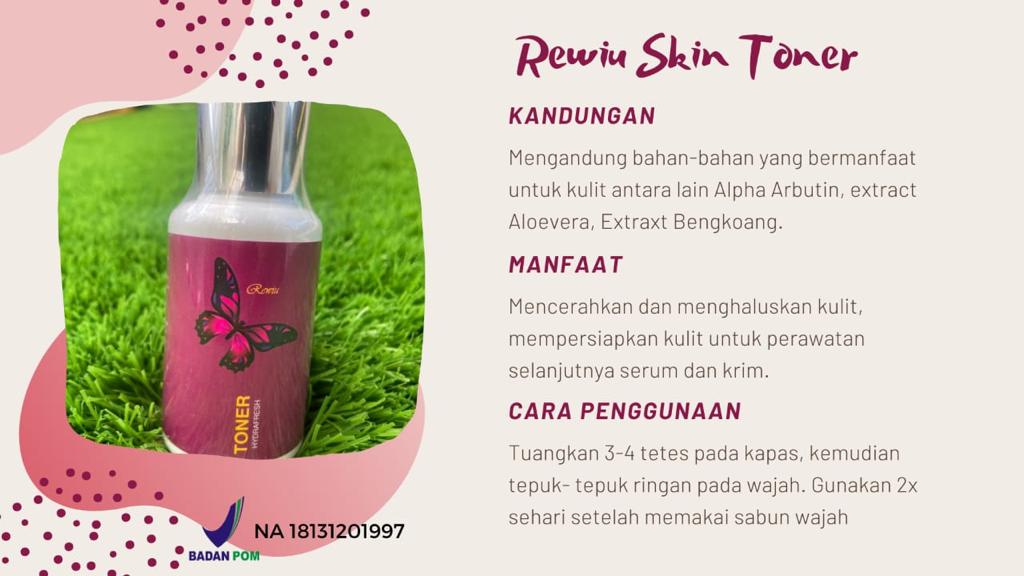 Rewiu Skin Toner
KANDUNGAN
Mengandung bahan-bahan yang bermanfaat
untuk kulit antara lain Alpha Arbutin, extract
Aloevera, Extraxt Bengkoang.
MANFAAT
Mencerahkan dan menghaluskan kulit,
mempersiapkan kulit untuk perawatan
selanjutnya serum dan krim.
CARA PENGGUNAAN
Tuangkan 3-4 tetes pada kapas, kemudian
tepuk- tepuk ringan pada wajah. Gunakan 2x
sehari setelah memakai sabun wajah
Rewiu
TONER
HYDRAFRESH
BADAN POM
NA 18131201997